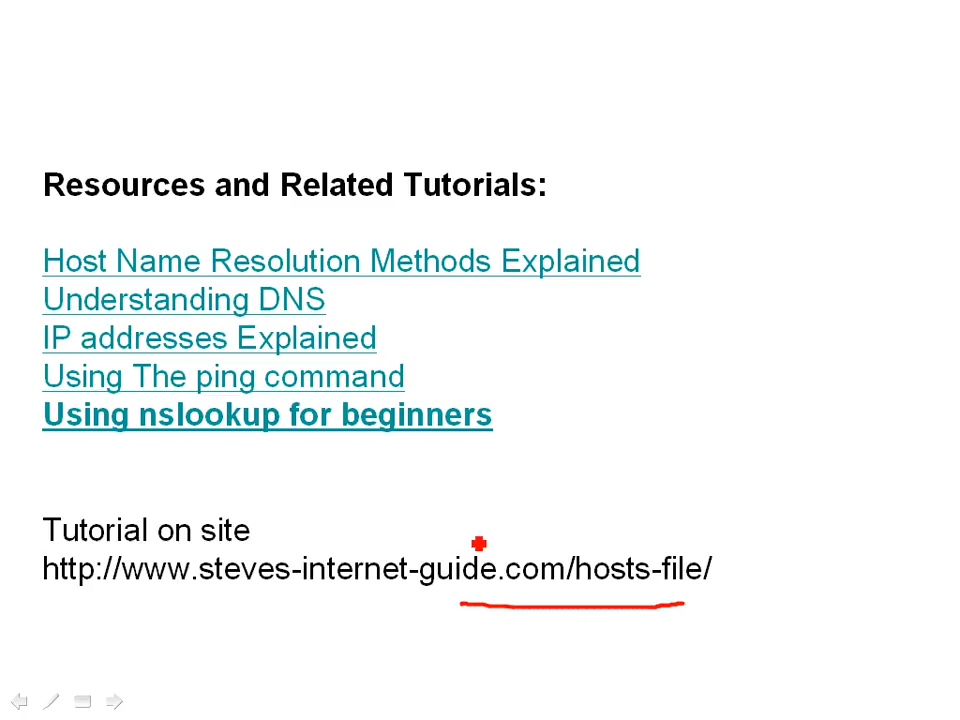 Resources and Related Tutorials:
Host Name Resolution Methods Explained
Understanding DNS
IP addresses Explained
Using The ping command
Using nslookup for beginners
Tutorial on site
http://www.steves-internet-guide.com/hosts-file/